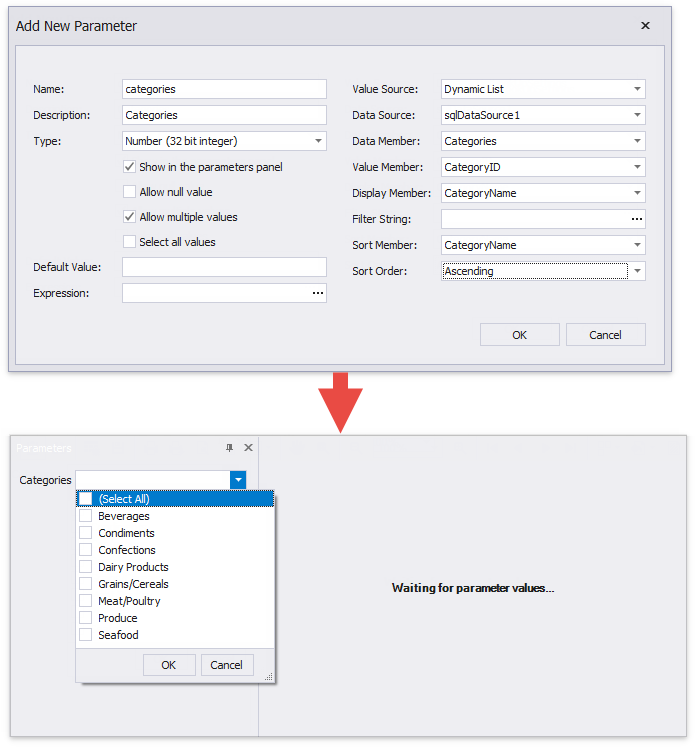 Add New Parameter
Name: categories
Description: Categories
Type: Number (32 bit integer)
Show in the parameters panel
Allow null value
Allow multiple values
Select all values
Default Value:
Expression: ...
Value Source: Dynamic List
Data Source: sqlDataSource1
Data Member: Categories
Value Member: CategoryID
Display Member: CategoryName
Filter String: ...
Sort Member: CategoryName
Sort Order: Ascending
OK Cancel
Parameters
Categories
(Select All)
Beverages
Condiments
Confections
Dairy Products
Grains/Cereals
Meat/Poultry
Produce
Seafood
OK Cancel
Waiting for parameter values...